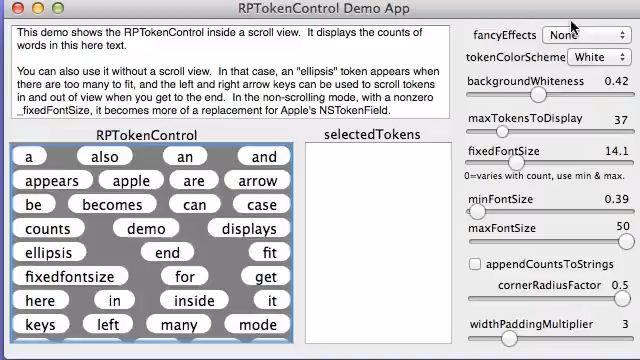 RPTokenControl Demo App
This demo shows the RPTokenControl inside a scroll view.  It displays the counts of
words in this here text.
You can also use it without a scroll view.  In that case, an "ellipsis" token appears when
there are too many to fit, and the left and right arrow keys can be used to scroll tokens
in and out of view when you get to the end.  In the non-scrolling mode, with a nonzero
_fixedFontSize, it becomes more of a replacement for Apple's NSTokenField.
RPTokenControl
a also an and
appears apple are arrow
be becomes can case
counts demo displays
ellipsis end fit
fixedfontsize for get
here in inside it
keys left many mode
selectedTokens
fancyEffects None
tokenColorScheme White
backgroundWhiteness 0.42
maxTokensToDisplay 37
fixedFontSize 14.1
0=varies with count, use min & max.
minFontSize 0.39
maxFontSize 50
appendCountsToStrings
cornerRadiusFactor 0.5
widthPaddingMultiplier 3